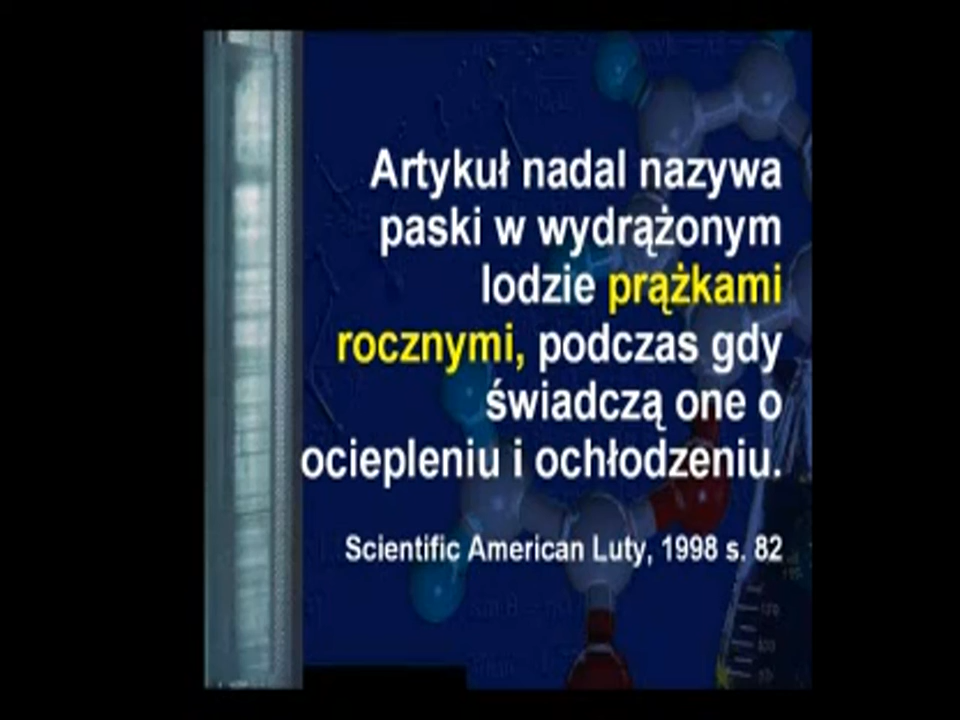 Artykuł nadal nazywa
paski w wydrążonym
lodzie prążkami
rocznymi, podczas gdy
świadczą one o
ociepleniu i ochłodzeniu.
Scientific American Luty, 1998 s. 82